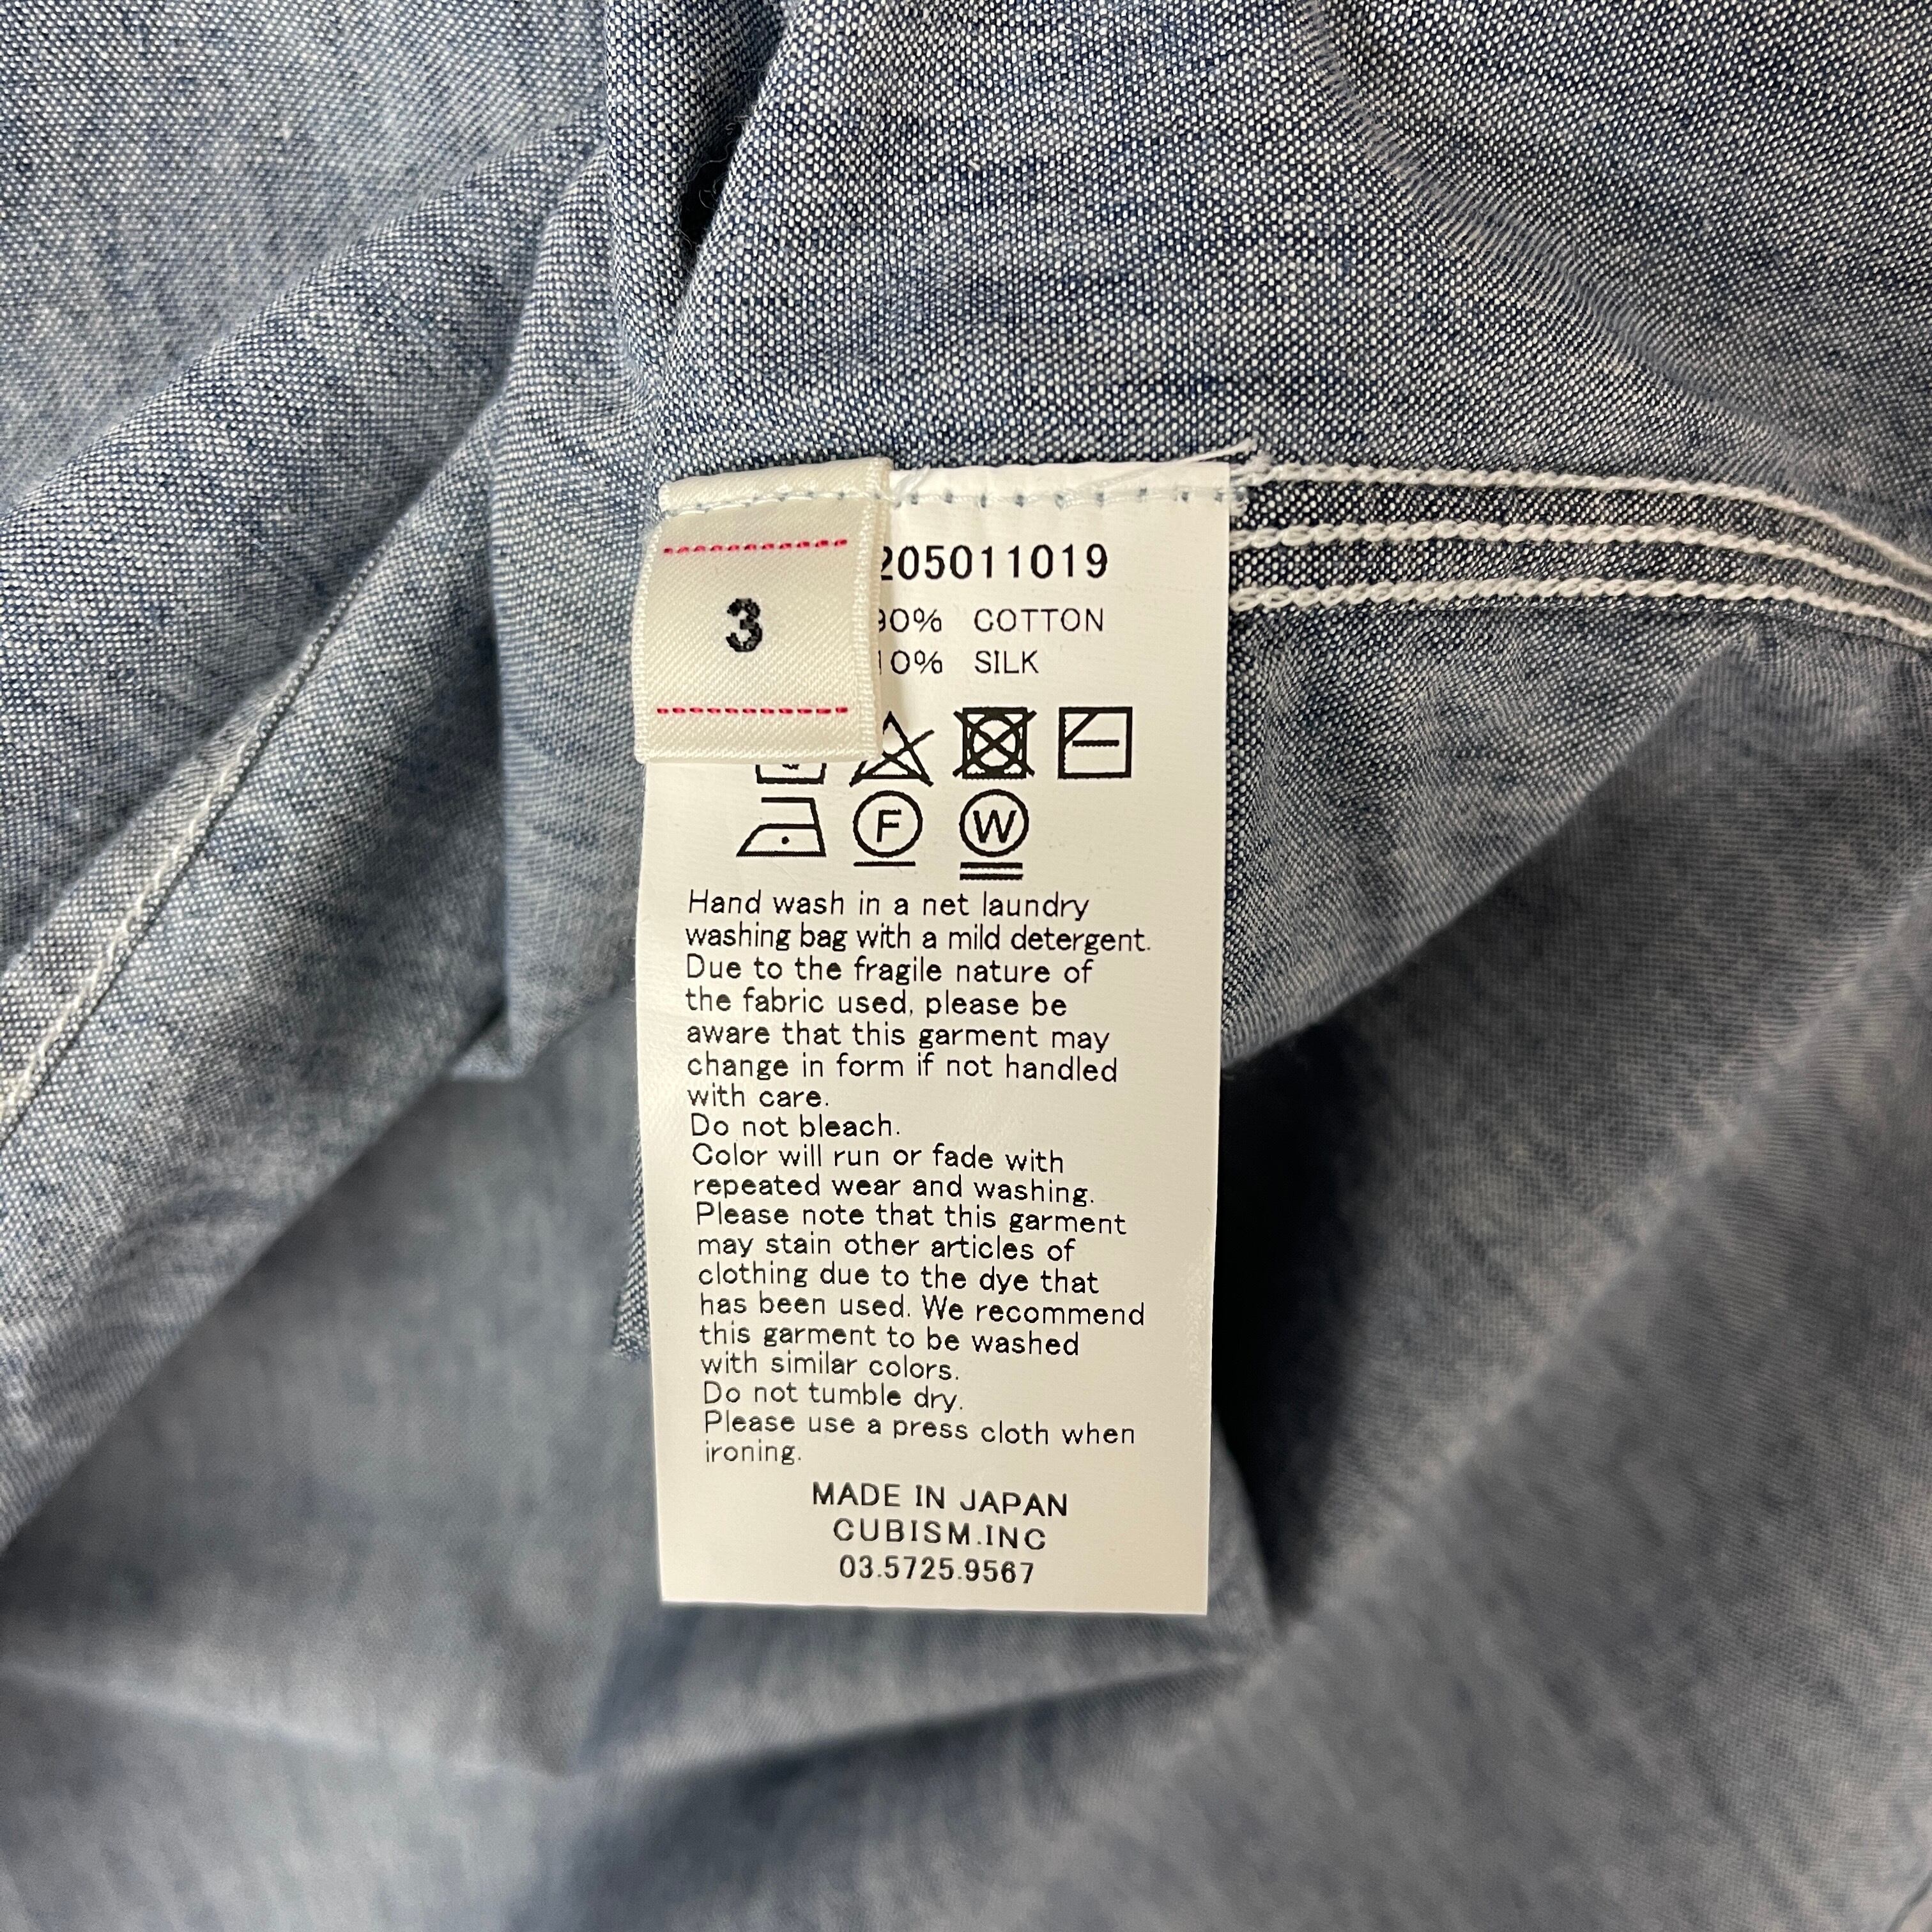 3
205011019
90% COTTON
10% SILK
F
W
Hand wash in a net laundry
washing bag with a mild detergent.
Due to the fragile nature of
the fabric used, please be
aware that this garment may
change in form if not handled
with care.
Do not bleach.
Color will run or fade with
repeated wear and washing.
Please note that this garment
may stain other articles of
clothing due to the dye that
has been used. We recommend
this garment to be washed
with similar colors.
Do not tumble dry.
Please use a press cloth when
ironing.
MADE IN JAPAN
CUBISM.INC
03.5725.9567